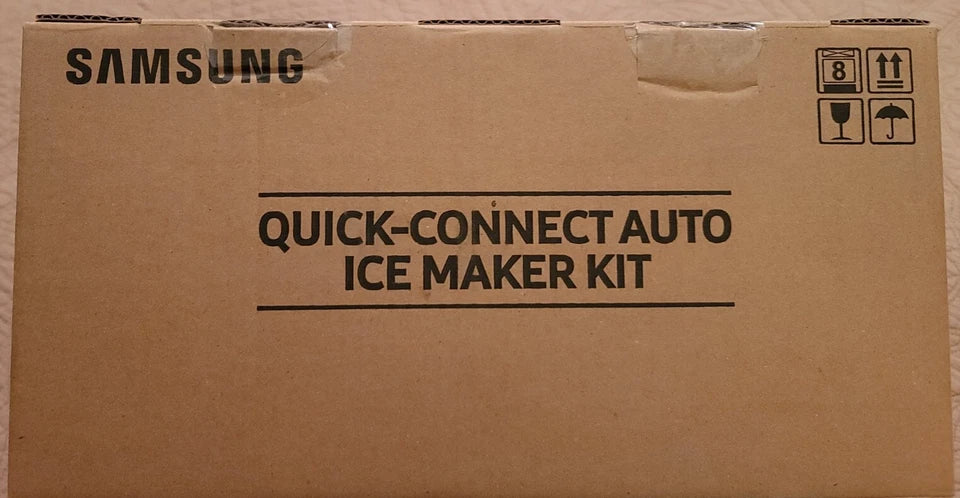 SAMSUNG
8
QUICK-CONNECT AUTO
ICE MAKER KIT